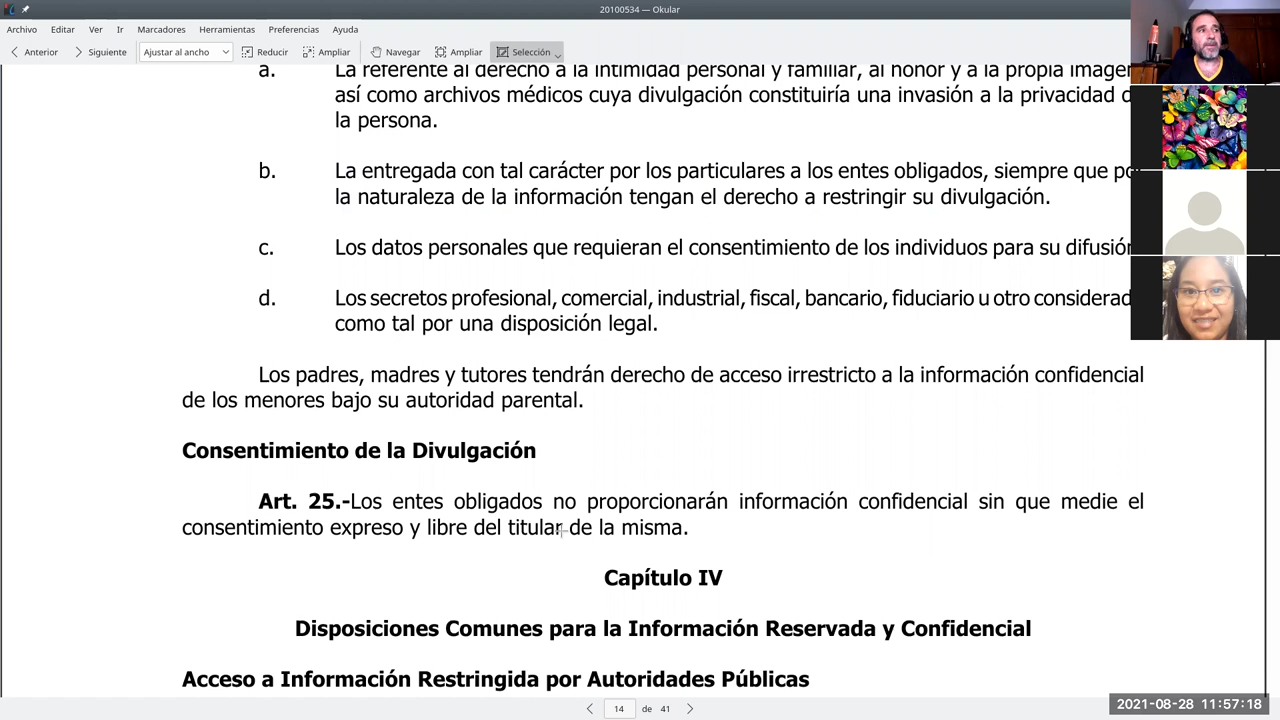 20100534 — Okular
Archivo Editar Ver Ir Marcadores Herramientas Preferencias Ayuda
Anterior Siguiente Ajustar al ancho Reducir Ampliar Navegar Ampliar Selección
a. La referente al derecho a la intimidad personal y familiar, al honor y a la propia imagen
así como archivos médicos cuya divulgación constituiría una invasión a la privacidad d
la persona.
b. La entregada con tal carácter por los particulares a los entes obligados, siempre que por
la naturaleza de la información tengan el derecho a restringir su divulgación.
c. Los datos personales que requieran el consentimiento de los individuos para su difusión
d. Los secretos profesional, comercial, industrial, fiscal, bancario, fiduciario u otro considerad
como tal por una disposición legal.
Los padres, madres y tutores tendrán derecho de acceso irrestricto a la información confidencial
de los menores bajo su autoridad parental.
Consentimiento de la Divulgación
Art. 25.-Los entes obligados no proporcionarán información confidencial sin que medie el
consentimiento expreso y libre del titular de la misma.
Capítulo IV
Disposiciones Comunes para la Información Reservada y Confidencial
Acceso a Información Restringida por Autoridades Públicas
14 de 41
2021-08-28 11:57:18